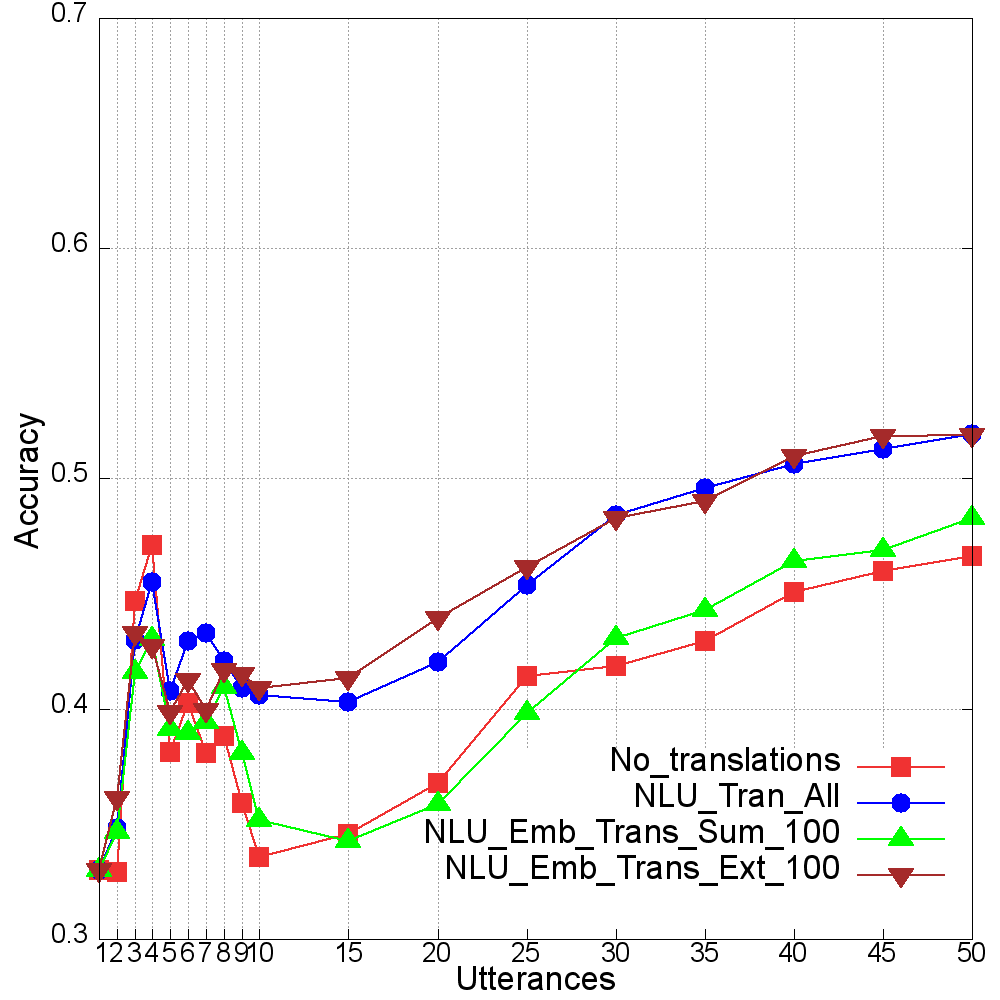 0.7
0.6
0.5
0.4
0.3
Accuracy
No_translations
NLU_Tran_All
NLU_Emb_Trans_Sum_100
NLU_Emb_Trans_Ext_100
1 2 3 4 5 6 7 8 9 10 15 20 25 30 35 40 45 50
Utterances